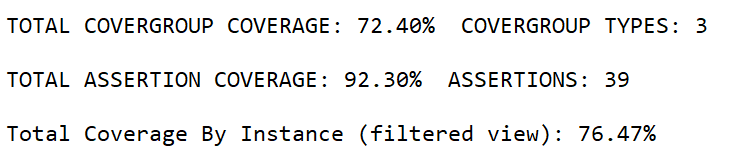 TOTAL COVERGROUP COVERAGE: 72.40%  COVERGROUP TYPES: 3
TOTAL ASSERTION COVERAGE: 92.30%  ASSERTIONS: 39
Total Coverage By Instance (filtered view): 76.47%